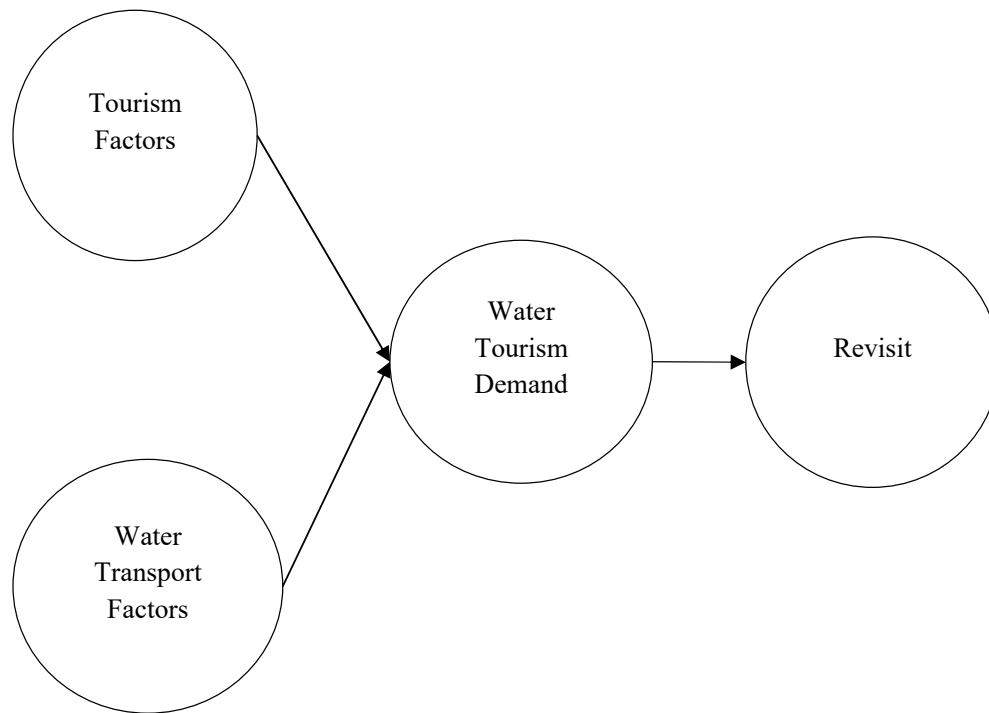 Tourism
Factors
Water
Tourism
Demand
Revisit
Water
Transport
Factors